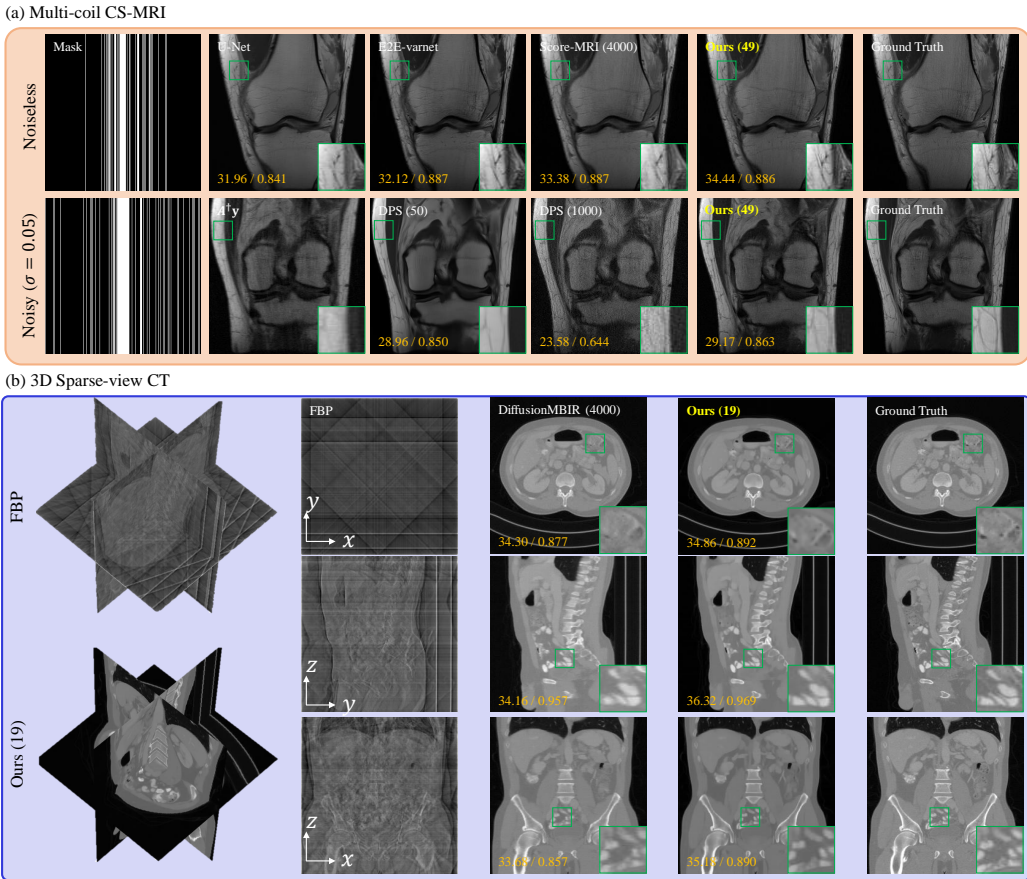 (a) Multi-coil CS-MRI
Noiseless
Mask
U-Net
E2E-varnet
Score-MRI (4000)
Ours (49)
Ground Truth
31.96 / 0.841
32.12 / 0.887
33.38 / 0.887
34.44 / 0.886
Noisy (σ = 0.05)
A†y
DPS (50)
DPS (1000)
Ours (49)
Ground Truth
28.96 / 0.850
23.58 / 0.644
29.17 / 0.863
(b) 3D Sparse-view CT
FBP
FBP
DiffusionMBIR (4000)
Ours (19)
Ground Truth
y
x
34.30 / 0.877
34.86 / 0.892
z
y
34.16 / 0.957
36.32 / 0.969
Ours (19)
z
x
33.68 / 0.857
/ 0.890